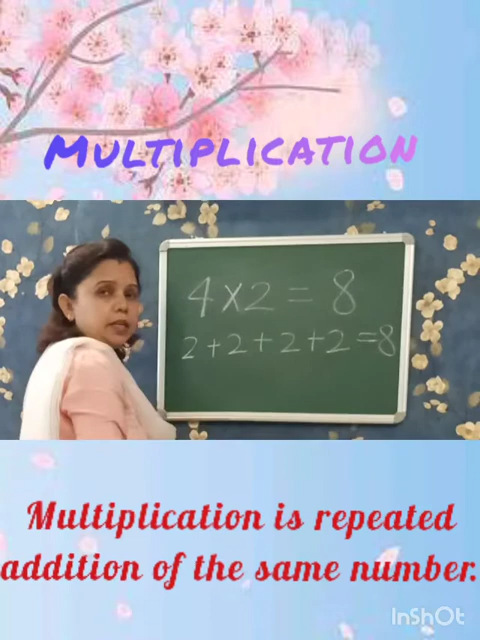 MULTIPLICATION
4 x 2 = 8
2 + 2 + 2 + 2 = 8
Multiplication is repeated
addition of the same number.
InShOt